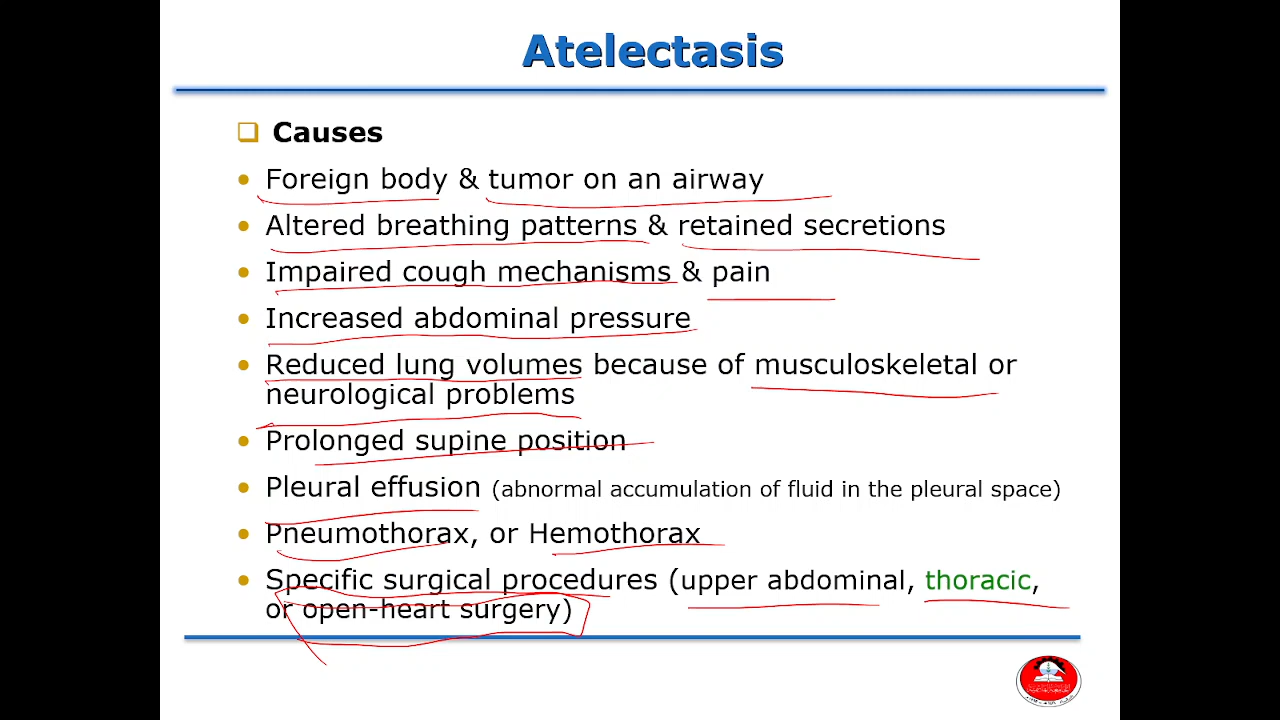 Atelectasis
❑ Causes
• Foreign body & tumor on an airway
• Altered breathing patterns & retained secretions
• Impaired cough mechanisms & pain
• Increased abdominal pressure
• Reduced lung volumes because of musculoskeletal or
neurological problems
• Prolonged supine position
• Pleural effusion (abnormal accumulation of fluid in the pleural space)
• Pneumothorax, or Hemothorax
• Specific surgical procedures (upper abdominal, thoracic,
or open-heart surgery)